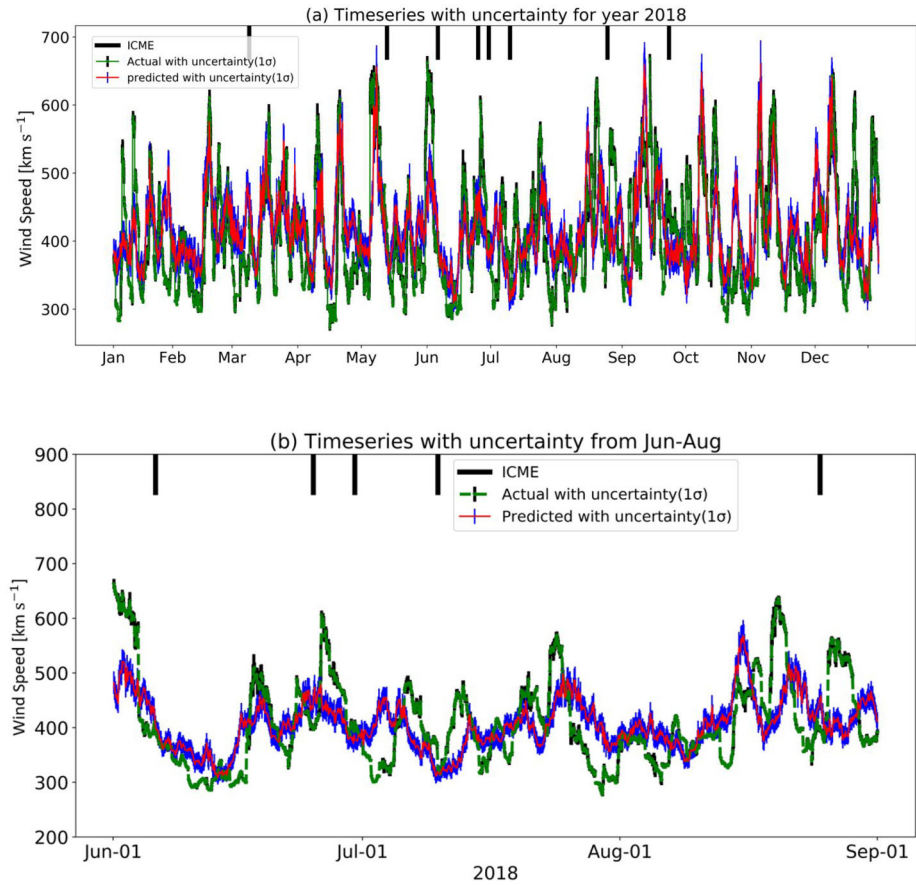 (a) Timeseries with uncertainty for year 2018
700
600
500
400
300
Wind Speed [km s⁻¹]
ICME
Actual with uncertainty(1σ)
predicted with uncertainty(1σ)
Jan Feb Mar Apr May Jun Jul Aug Sep Oct Nov Dec
(b) Timeseries with uncertainty from Jun-Aug
900
800
700
600
500
400
300
200
Wind Speed [km s⁻¹]
ICME
Actual with uncertainty(1σ)
Predicted with uncertainty(1σ)
Jun-01 Jul-01 Aug-01 Sep-01
2018